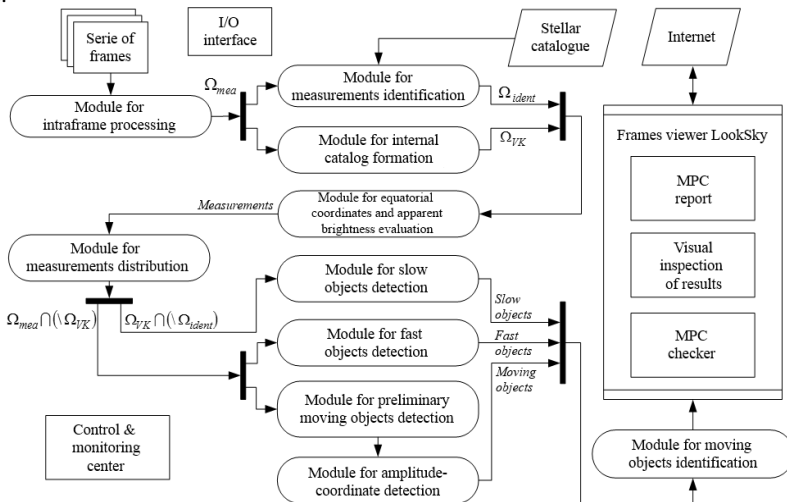 Serie of
frames
I/O
interface
Stellar
catalogue
Internet
Module for
intraframe processing
Ω_mea
Module for
measurements identification
Ω_ident
Module for internal
catalog formation
Ω_VK
Frames viewer LookSky
MPC
report
Visual
inspection
of results
MPC
checker
Measurements
Module for equatorial
coordinates and apparent
brightness evaluation
Module for
measurements distribution
Ω_mea∩(\Ω_VK)
Ω_VK∩(\Ω_ident)
Module for slow
objects detection
Slow
objects
Module for fast
objects detection
Fast
objects
Moving
objects
Module for preliminary
moving objects detection
Module for amplitude-
coordinate detection
Control &
monitoring
center
Module for moving
objects identification